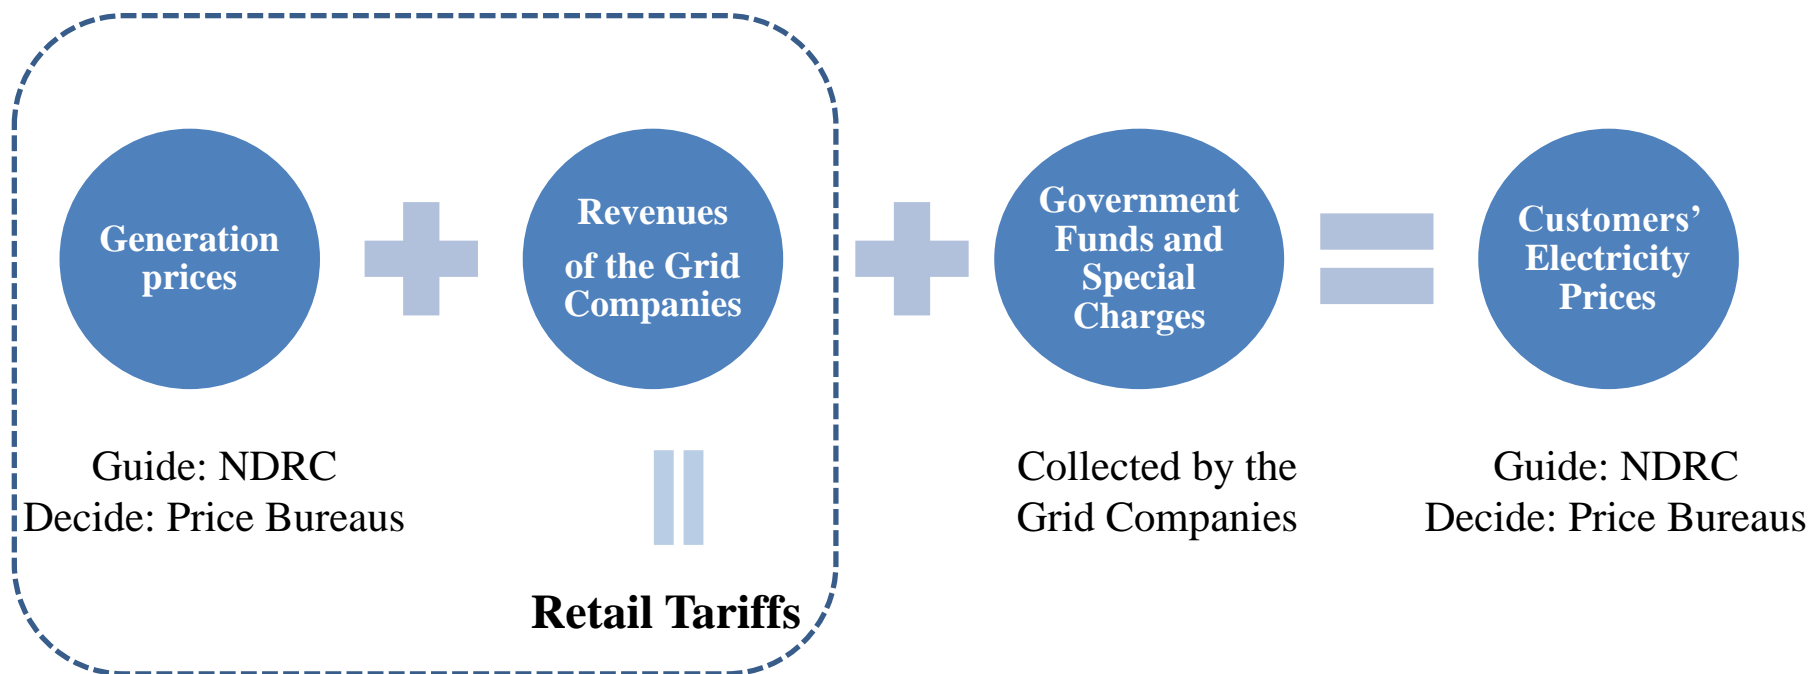 Generation
prices
Revenues
of the Grid
Companies
Government
Funds and
Special
Charges
Customers’
Electricity
Prices
Guide: NDRC
Decide: Price Bureaus
Retail Tariffs
Collected by the
Grid Companies
Guide: NDRC
Decide: Price Bureaus